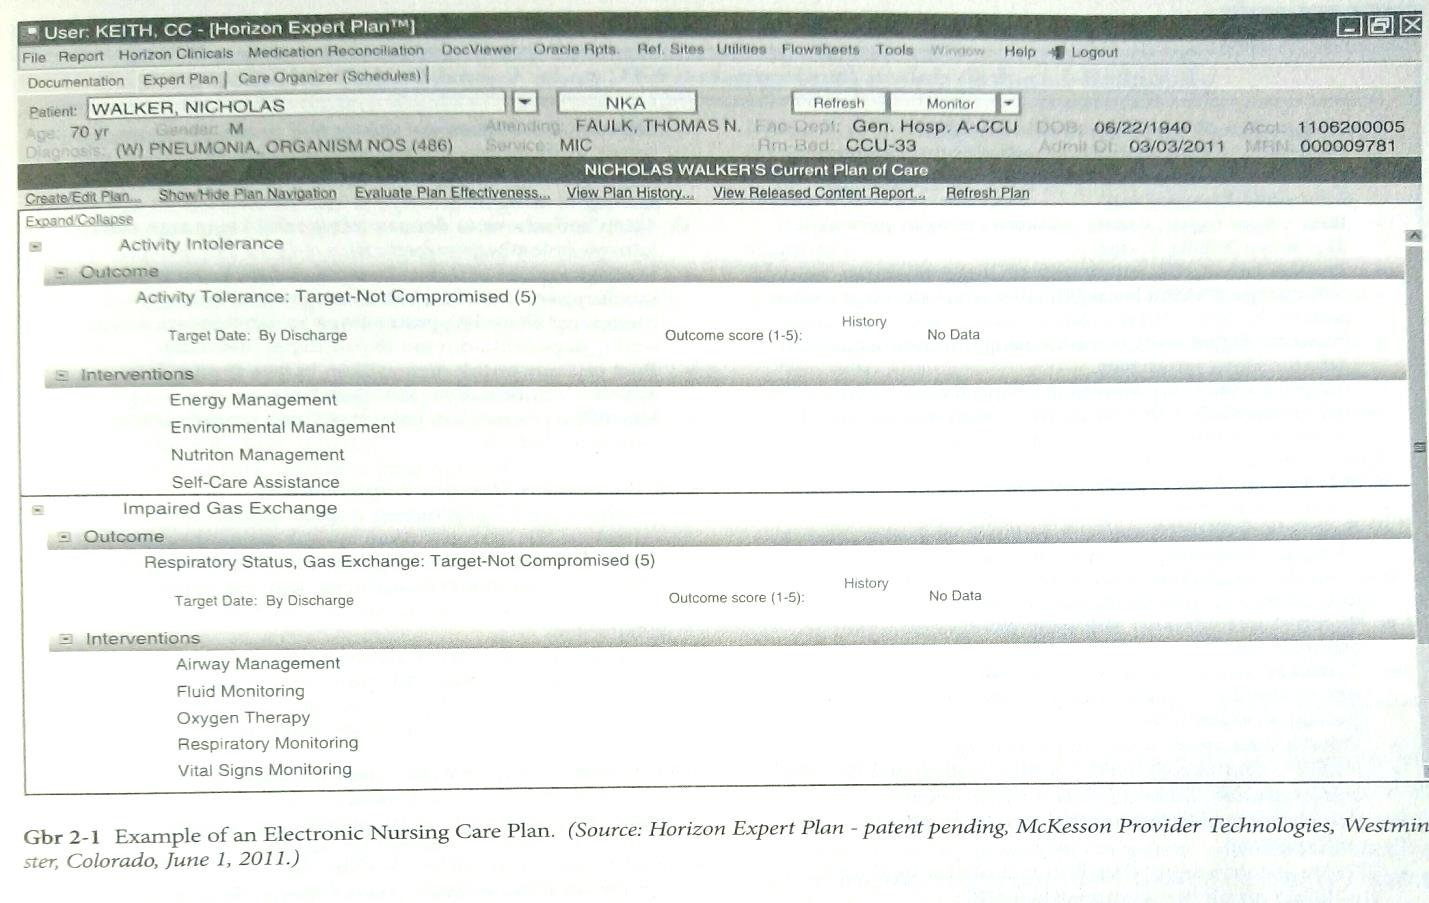 User: KEITH, CC - [Horizon Expert Plan™]
File Report Horizon Clinicals Medication Reconciliation DocViewer Oracle Rpts. Ref. Sites Utilities Flowsheets Tools Window Help Logout
Documentation Expert Plan | Care Organizer (Schedules) |
Patient: WALKER, NICHOLAS NKA Refresh Monitor
Age: 70 yr Gender: M Attending: FAULK, THOMAS N. Fac-Dept: Gen. Hosp. A-CCU DOB: 06/22/1940 Acct: 1106200005
Diagnosis: (W) PNEUMONIA, ORGANISM NOS (486) Service: MIC Rm-Bed: CCU-33 Admit Dt: 03/03/2011 MRN: 000009781
NICHOLAS WALKER'S Current Plan of Care
Create/Edit Plan... Show/Hide Plan Navigation Evaluate Plan Effectiveness... View Plan History... View Released Content Report... Refresh Plan
Expand/Collapse
Activity Intolerance
Outcome
Activity Tolerance: Target-Not Compromised (5)
History
Target Date: By Discharge Outcome score (1-5): No Data
Interventions
Energy Management
Environmental Management
Nutriton Management
Self-Care Assistance
Impaired Gas Exchange
Outcome
Respiratory Status, Gas Exchange: Target-Not Compromised (5)
History
Target Date: By Discharge Outcome score (1-5): No Data
Interventions
Airway Management
Fluid Monitoring
Oxygen Therapy
Respiratory Monitoring
Vital Signs Monitoring
Gbr 2-1 Example of an Electronic Nursing Care Plan. (Source: Horizon Expert Plan - patent pending, McKesson Provider Technologies, Westmin
ster, Colorado, June 1, 2011.)